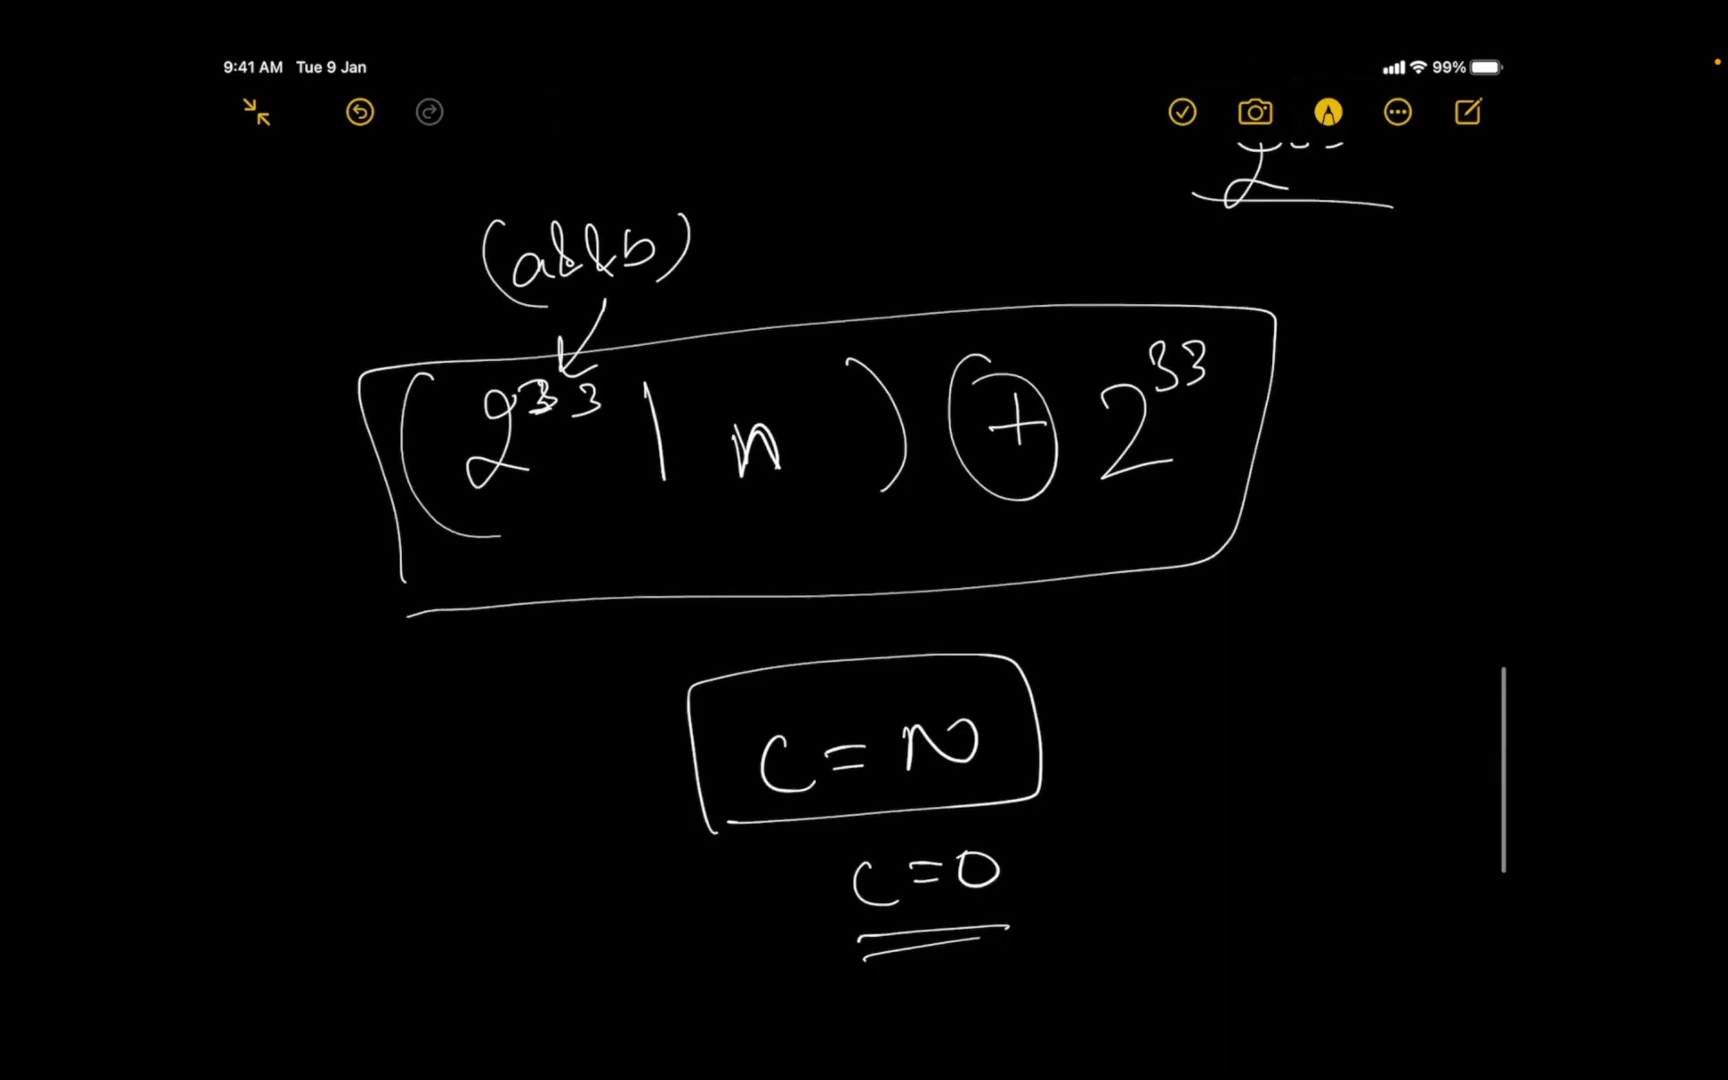 9:41 AM Tue 9 Jan 99%
(a&&b)
(2^33 | n) ⊕ 2^33
C = N
C = 0